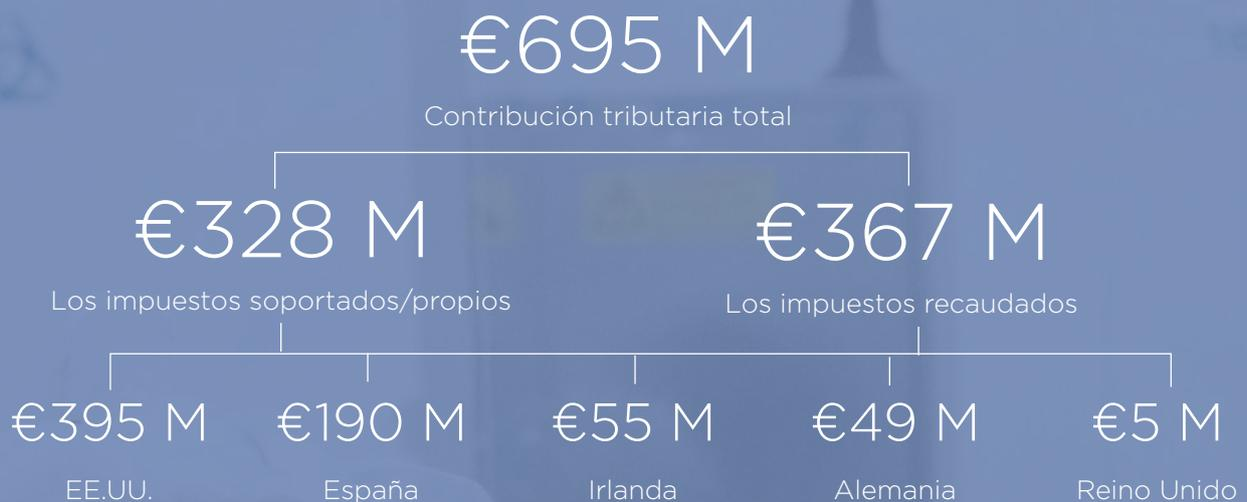 €695 M
Contribución tributaria total
€328 M
€367 M
Los impuestos soportados/propios
Los impuestos recaudados
€395 M
€190 M
€55 M
€49 M
€5 M
EE.UU.
España
Irlanda
Alemania
Reino Unido